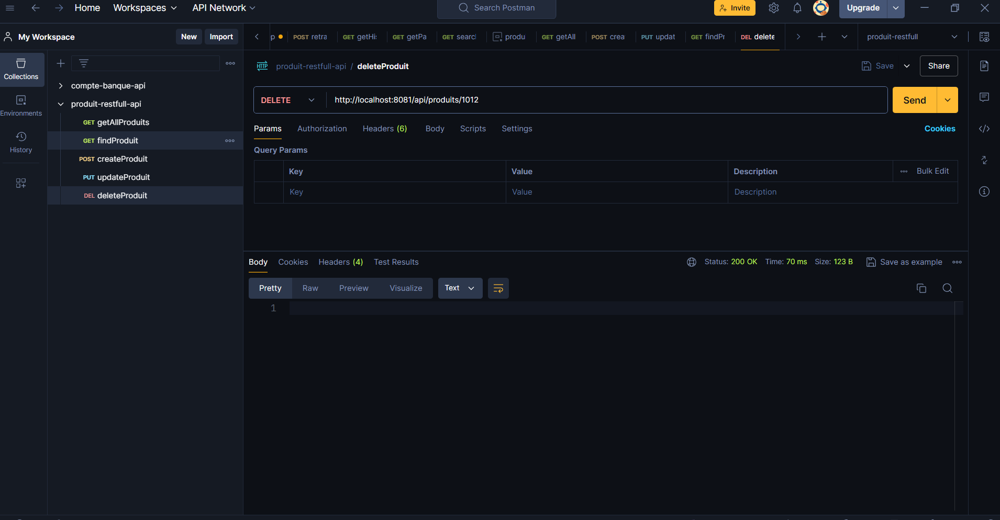 Home Workspaces API Network Search Postman Invite Upgrade
My Workspace New Import p POST retra GET getHi: GET getPa GET searcl produ GET getAll POST crea PUT updat GET findPr DEL delete produit-restfull
Collections
Environments
History
compte-banque-api
produit-restfull-api
GET getAllProduits
GET findProduit
POST createProduit
PUT updateProduit
DEL deleteProduit
HTTP produit-restfull-api / deleteProduit Save Share
DELETE http://localhost:8081/api/produits/1012 Send
Params Authorization Headers (6) Body Scripts Settings Cookies
Query Params
Key Value Description Bulk Edit
Key Value Description
Body Cookies Headers (4) Test Results Status: 200 OK Time: 70 ms Size: 123 B Save as example
Pretty Raw Preview Visualize Text
1